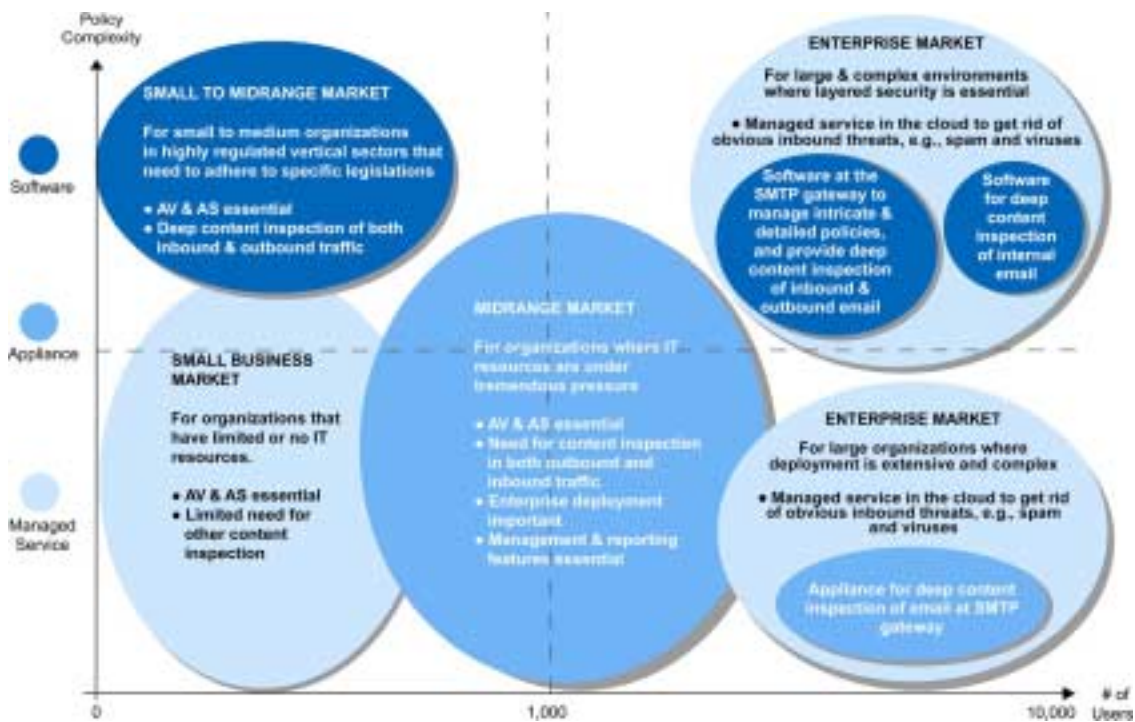 Policy
Complexity
Software
Appliance
Managed
Service
SMALL TO MIDRANGE MARKET
For small to medium organizations
in highly regulated vertical sectors that
need to adhere to specific legislations
● AV & AS essential
● Deep content inspection of both
inbound & outbound traffic
SMALL BUSINESS
MARKET
For organizations that
have limited or no IT
resources.
● AV & AS essential
● Limited need for
other content
inspection
MIDRANGE MARKET
For organizations where IT
resources are under
tremendous pressure
● AV & AS essential
● Need for content inspection
in both outbound and
inbound traffic
● Enterprise deployment
important
● Management & reporting
features essential
ENTERPRISE MARKET
For large & complex environments
where layered security is essential
● Managed service in the cloud to get rid of
obvious inbound threats, e.g., spam and viruses
Software at the
SMTP gateway to
manage intricate &
detailed policies,
and provide deep
content inspection
of inbound &
outbound email
Software
for deep
content
inspection
of internal
email
ENTERPRISE MARKET
For large organizations where
deployment is extensive and complex
● Managed service in the cloud to get rid
of obvious inbound threats, e.g., spam
and viruses
Appliance for deep content
inspection of email at SMTP
gateway
0
1,000
10,000
# of
Users